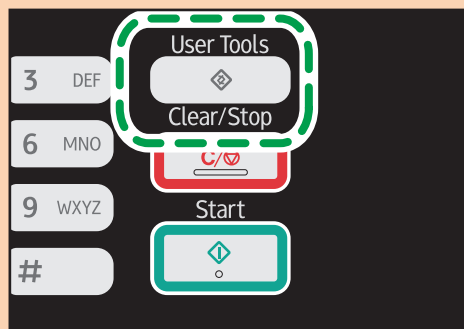 User Tools
3 DEF
Clear/Stop
6 MNO
C/
9 WXYZ
Start
#